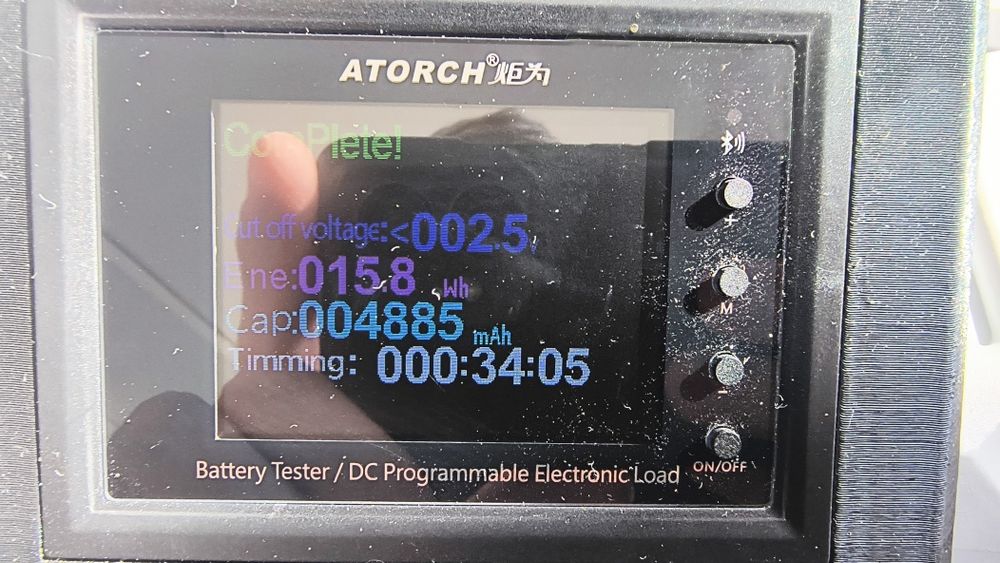 ATORCH®炬为
ComPlete!
Cut off voltage:<002.5V
Ene:015.8 Wh
+
M
Cap:004885 mAh
Timming: 000:34:05
-
ON/OFF
Battery Tester / DC Programmable Electronic Load